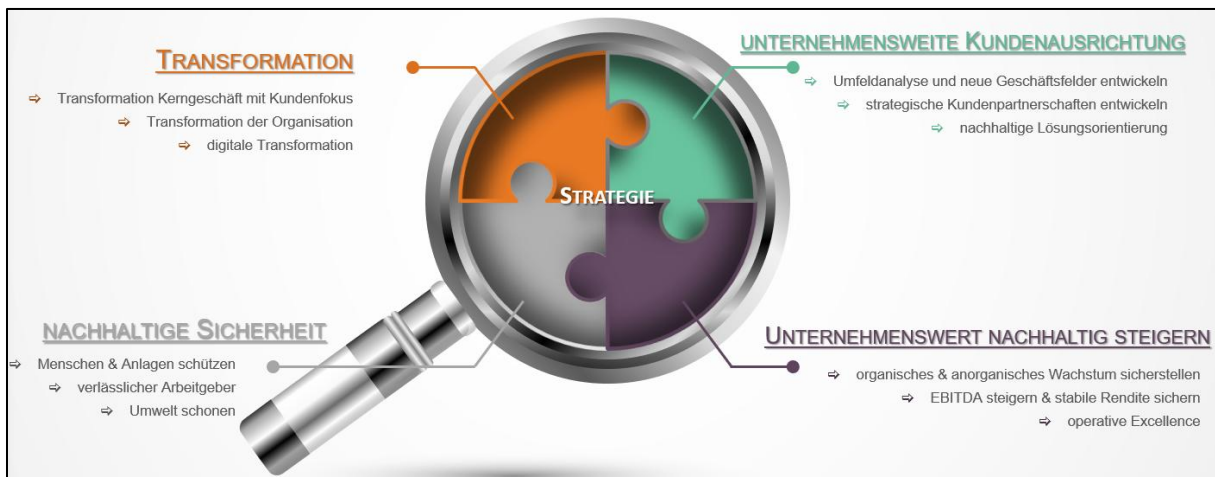 TRANSFORMATION
⇨ Transformation Kerngeschäft mit Kundenfokus
⇨ Transformation der Organisation
⇨ digitale Transformation
UNTERNEHMENSWEITE KUNDENAUSRICHTUNG
⇨ Umfeldanalyse und neue Geschäftsfelder entwickeln
⇨ strategische Kundenpartnerschaften entwickeln
⇨ nachhaltige Lösungsorientierung
STRATEGIE
NACHHALTIGE SICHERHEIT
⇨ Menschen & Anlagen schützen
⇨ verlässlicher Arbeitgeber
⇨ Umwelt schonen
UNTERNEHMENSWERT NACHHALTIG STEIGERN
⇨ organisches & anorganisches Wachstum sicherstellen
⇨ EBITDA steigern & stabile Rendite sichern
⇨ operative Excellence